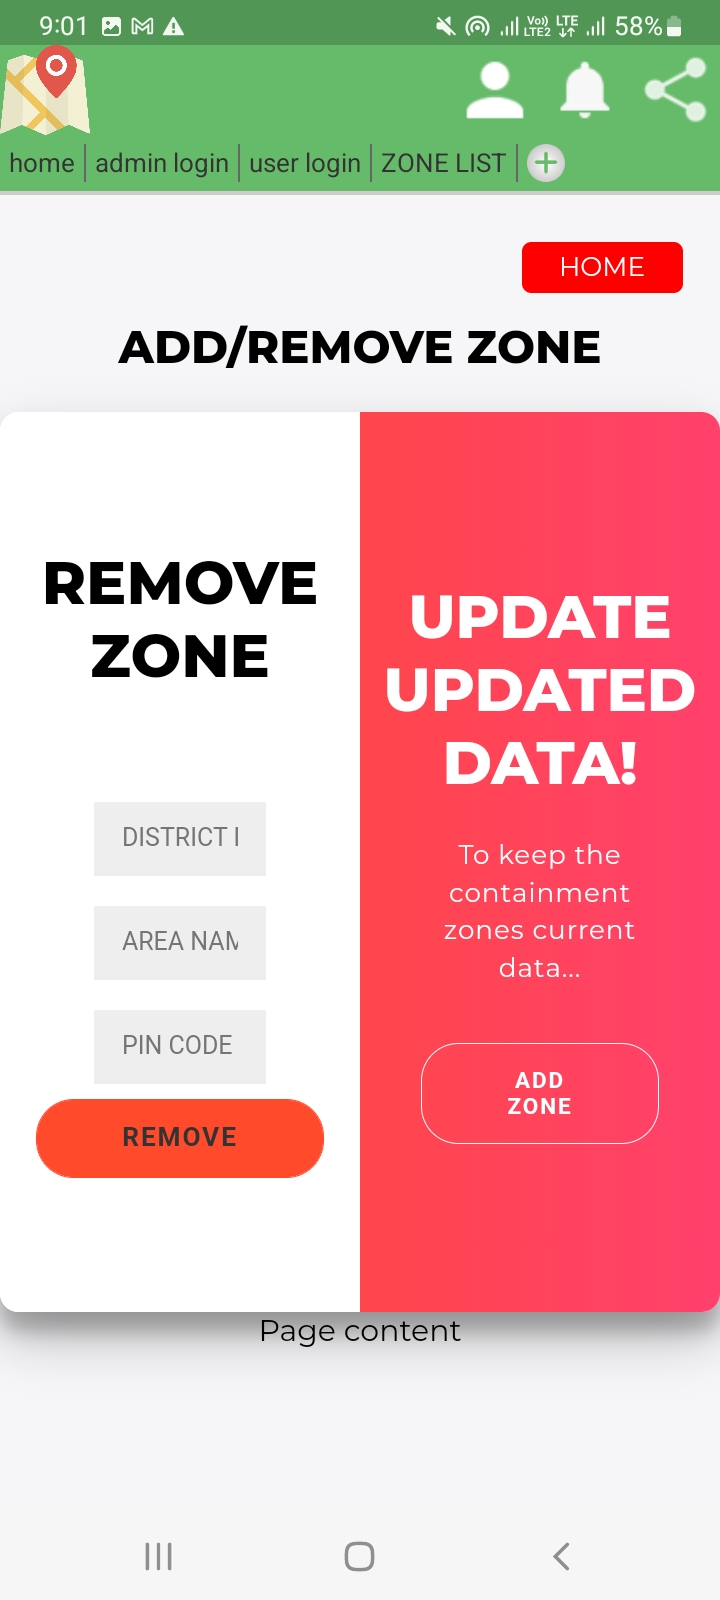 9:01
Vo)) LTE
LTE2
58%
home admin login user login ZONE LIST
HOME
ADD/REMOVE ZONE
REMOVE
ZONE
DISTRICT
AREA NAM
PIN CODE
REMOVE
UPDATE
UPDATED
DATA!
To keep the
containment
zones current
data...
ADD
ZONE
Page content